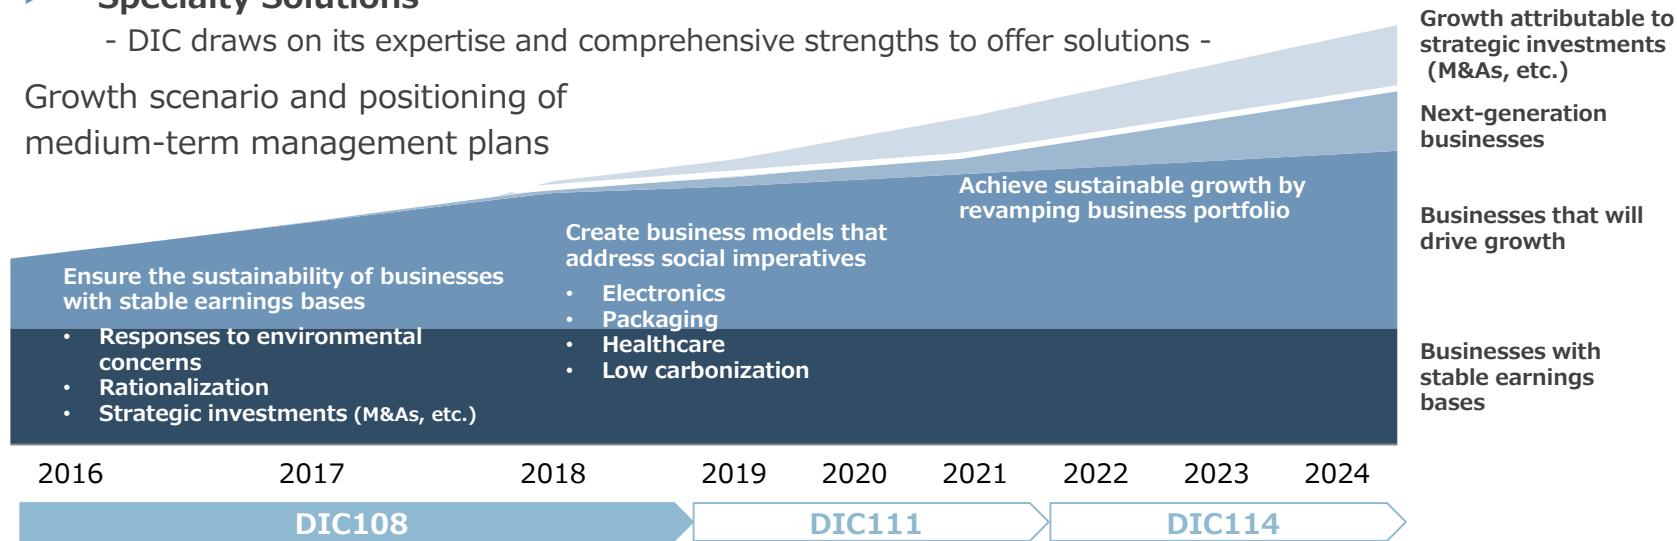 Specialty Solutions
- DIC draws on its expertise and comprehensive strengths to offer solutions -
Growth scenario and positioning of
medium-term management plans
Growth attributable to
strategic investments
(M&As, etc.)
Next-generation
businesses
Businesses that will
drive growth
Businesses with
stable earnings
bases
Ensure the sustainability of businesses
with stable earnings bases
• Responses to environmental
concerns
• Rationalization
• Strategic investments (M&As, etc.)
Create business models that
address social imperatives
• Electronics
• Packaging
• Healthcare
• Low carbonization
Achieve sustainable growth by
revamping business portfolio
2016 2017 2018 2019 2020 2021 2022 2023 2024
DIC108 DIC111 DIC114